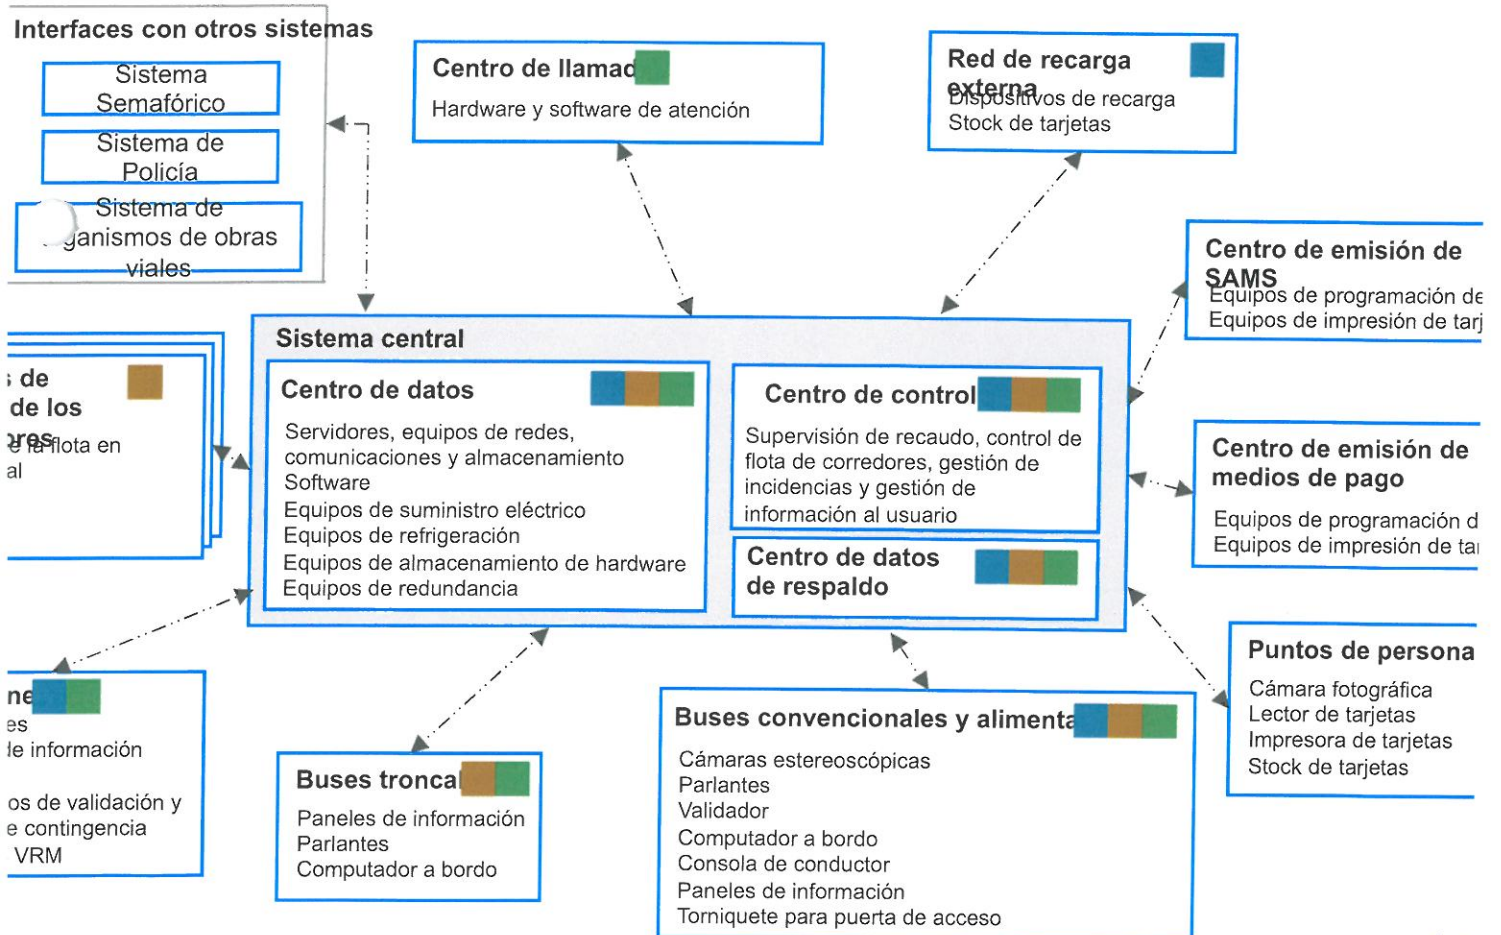 Interfaces con otros sistemas
Sistema
Semafórico
Sistema de
Policía
Sistema de
ganismos de obras
viales
Centro de llamad
Hardware y software de atención
Red de recarga
externa
Dispositivos de recarga
Stock de tarjetas
Centro de emisión de
SAMS
Equipos de programación de
Equipos de impresión de tarj
Sistema central
Centro de datos
Servidores, equipos de redes,
comunicaciones y almacenamiento
Software
Equipos de suministro eléctrico
Equipos de refrigeración
Equipos de almacenamiento de hardware
Equipos de redundancia
Centro de control
Supervisión de recaudo, control de
flota de corredores, gestión de
incidencias y gestión de
información al usuario
Centro de datos
de respaldo
s de
de los
ores
e la flota en
al
Centro de emisión de
medios de pago
Equipos de programación d
Equipos de impresión de ta
ne
es
de información
os de validación y
e contingencia
VRM
Buses troncal
Paneles de información
Parlantes
Computador a bordo
Buses convencionales y alimenta
Cámaras estereoscópicas
Parlantes
Validador
Computador a bordo
Consola de conductor
Paneles de información
Torniquete para puerta de acceso
Puntos de persona
Cámara fotográfica
Lector de tarjetas
Impresora de tarjetas
Stock de tarjetas